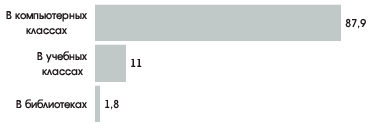 В компьютерных
классах
87,9
В учебных
классах
11
В библиотеках
1,8